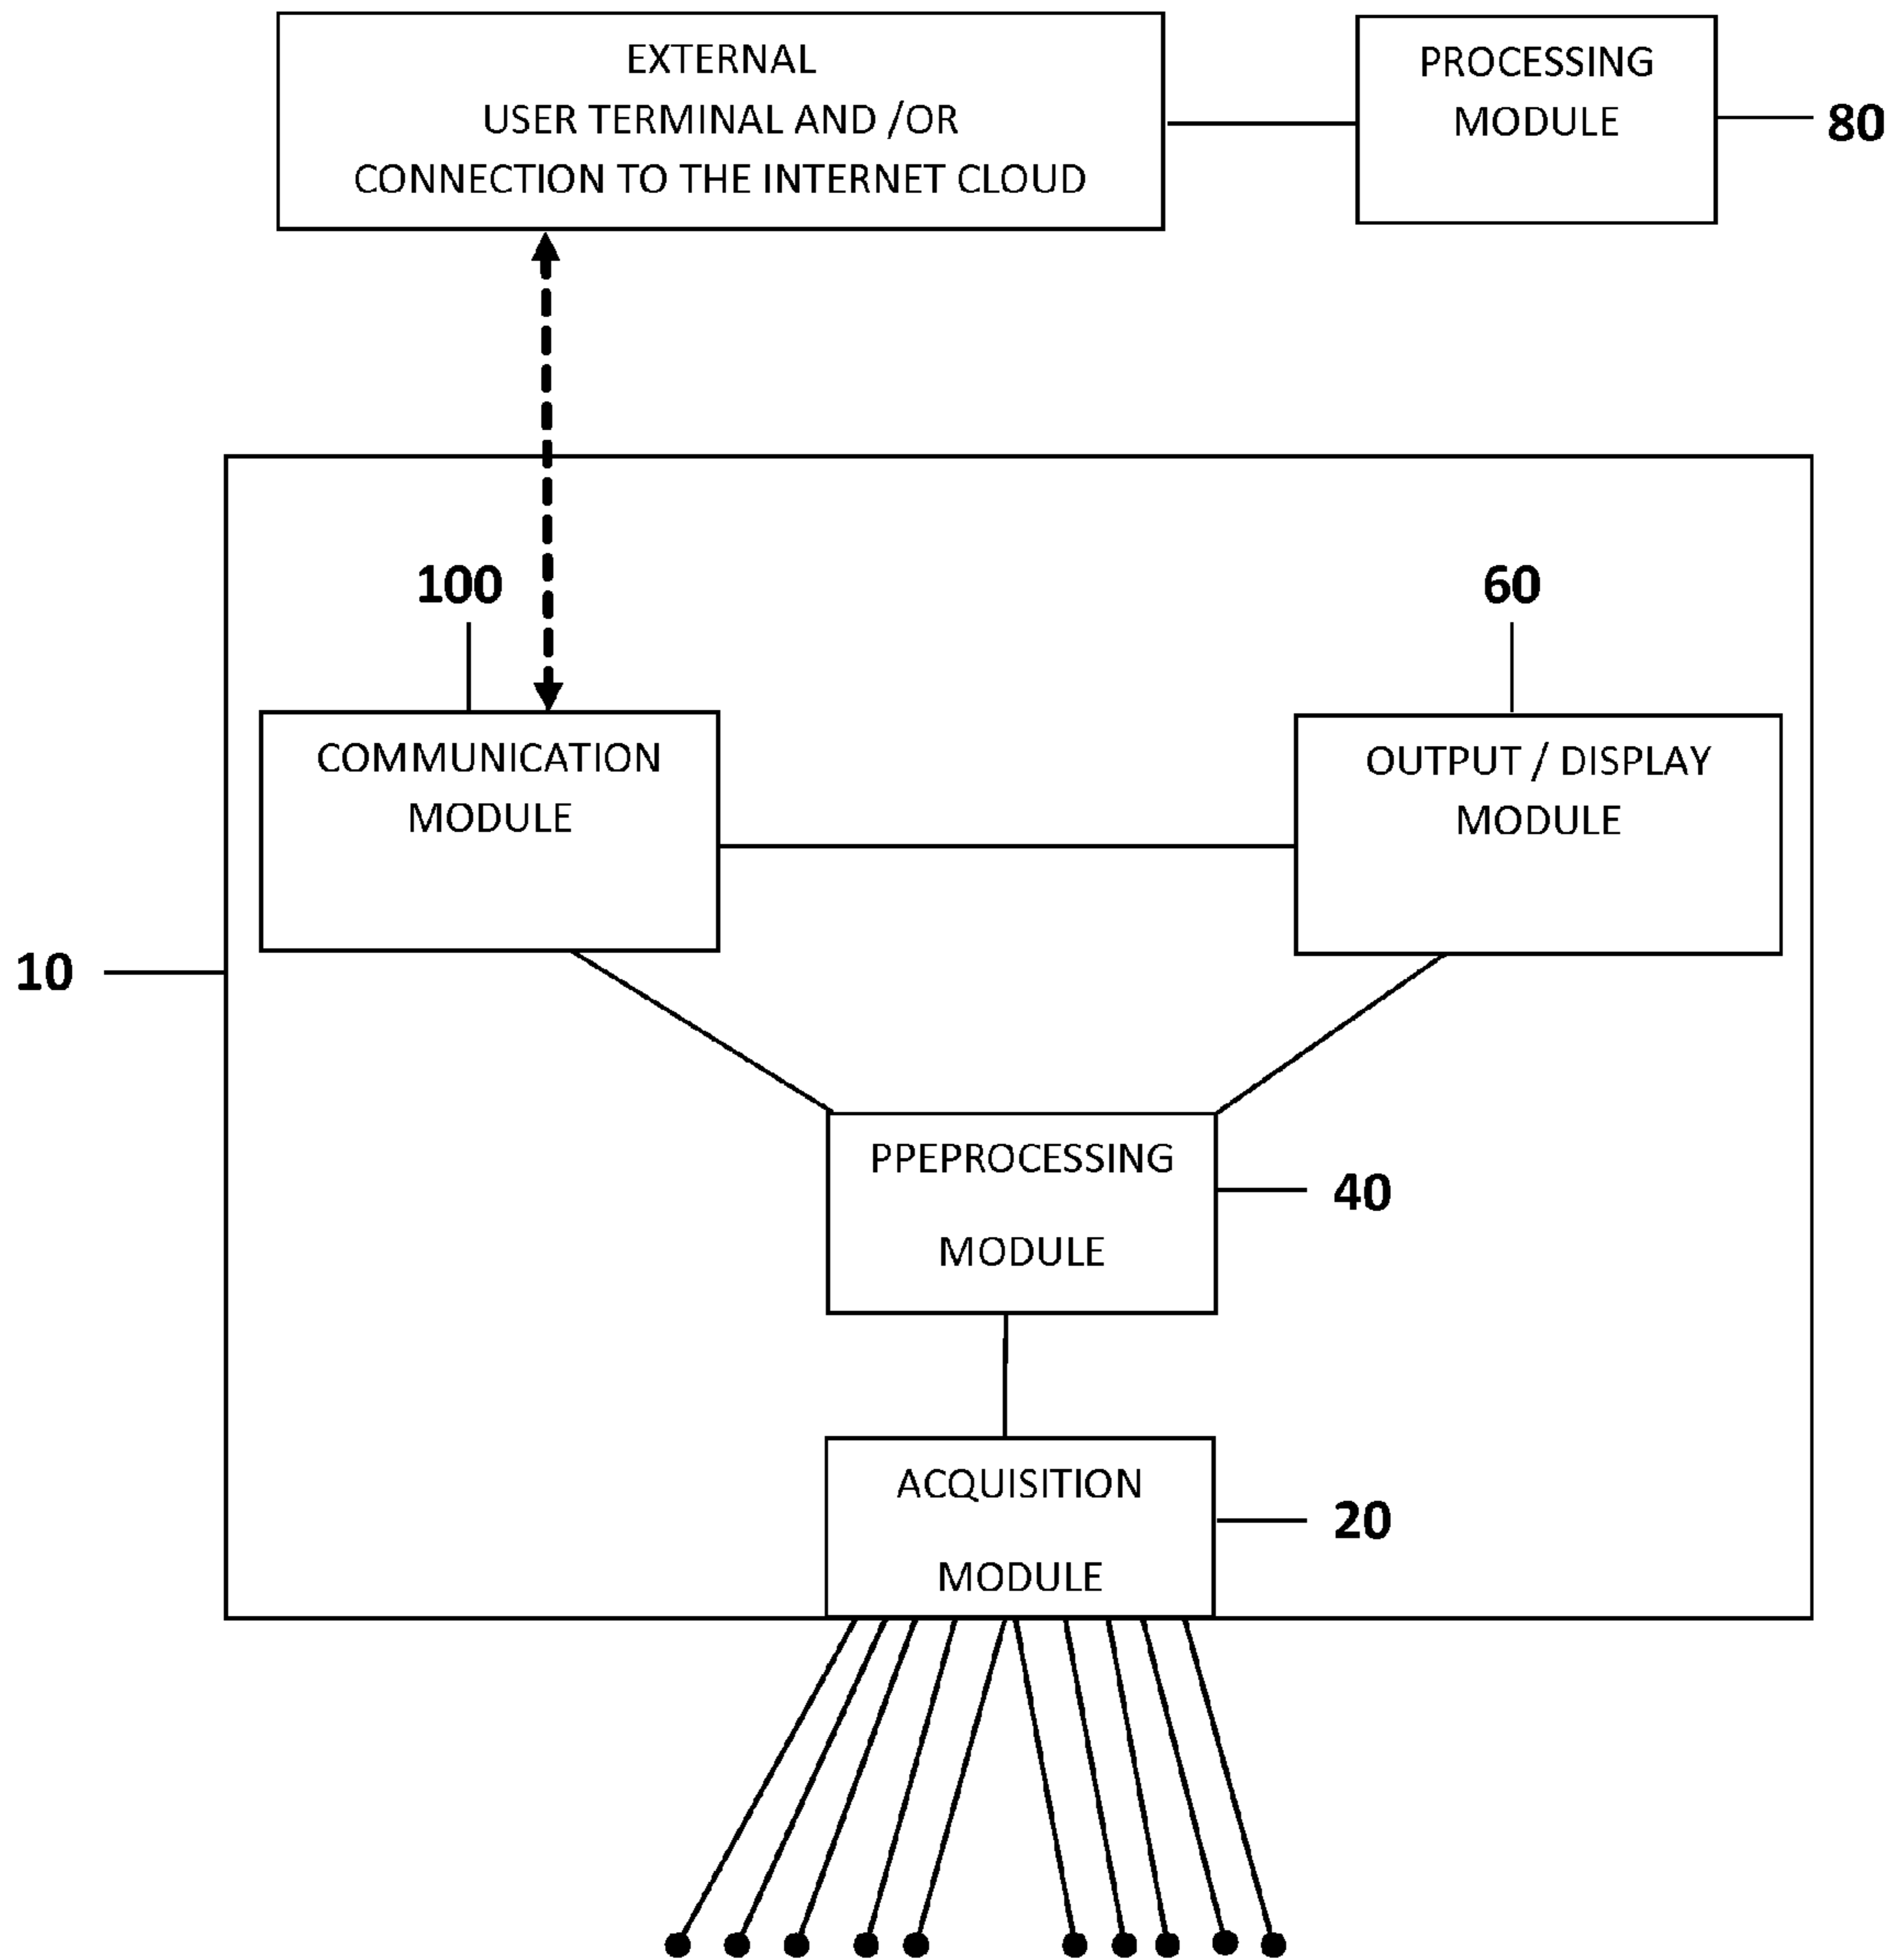 EXTERNAL
USER TERMINAL AND /OR
CONNECTION TO THE INTERNET CLOUD
PROCESSING
MODULE
80
100
60
COMMUNICATION
MODULE
OUTPUT / DISPLAY
MODULE
10
PPEPROCESSING
MODULE
40
ACQUISITION
MODULE
20